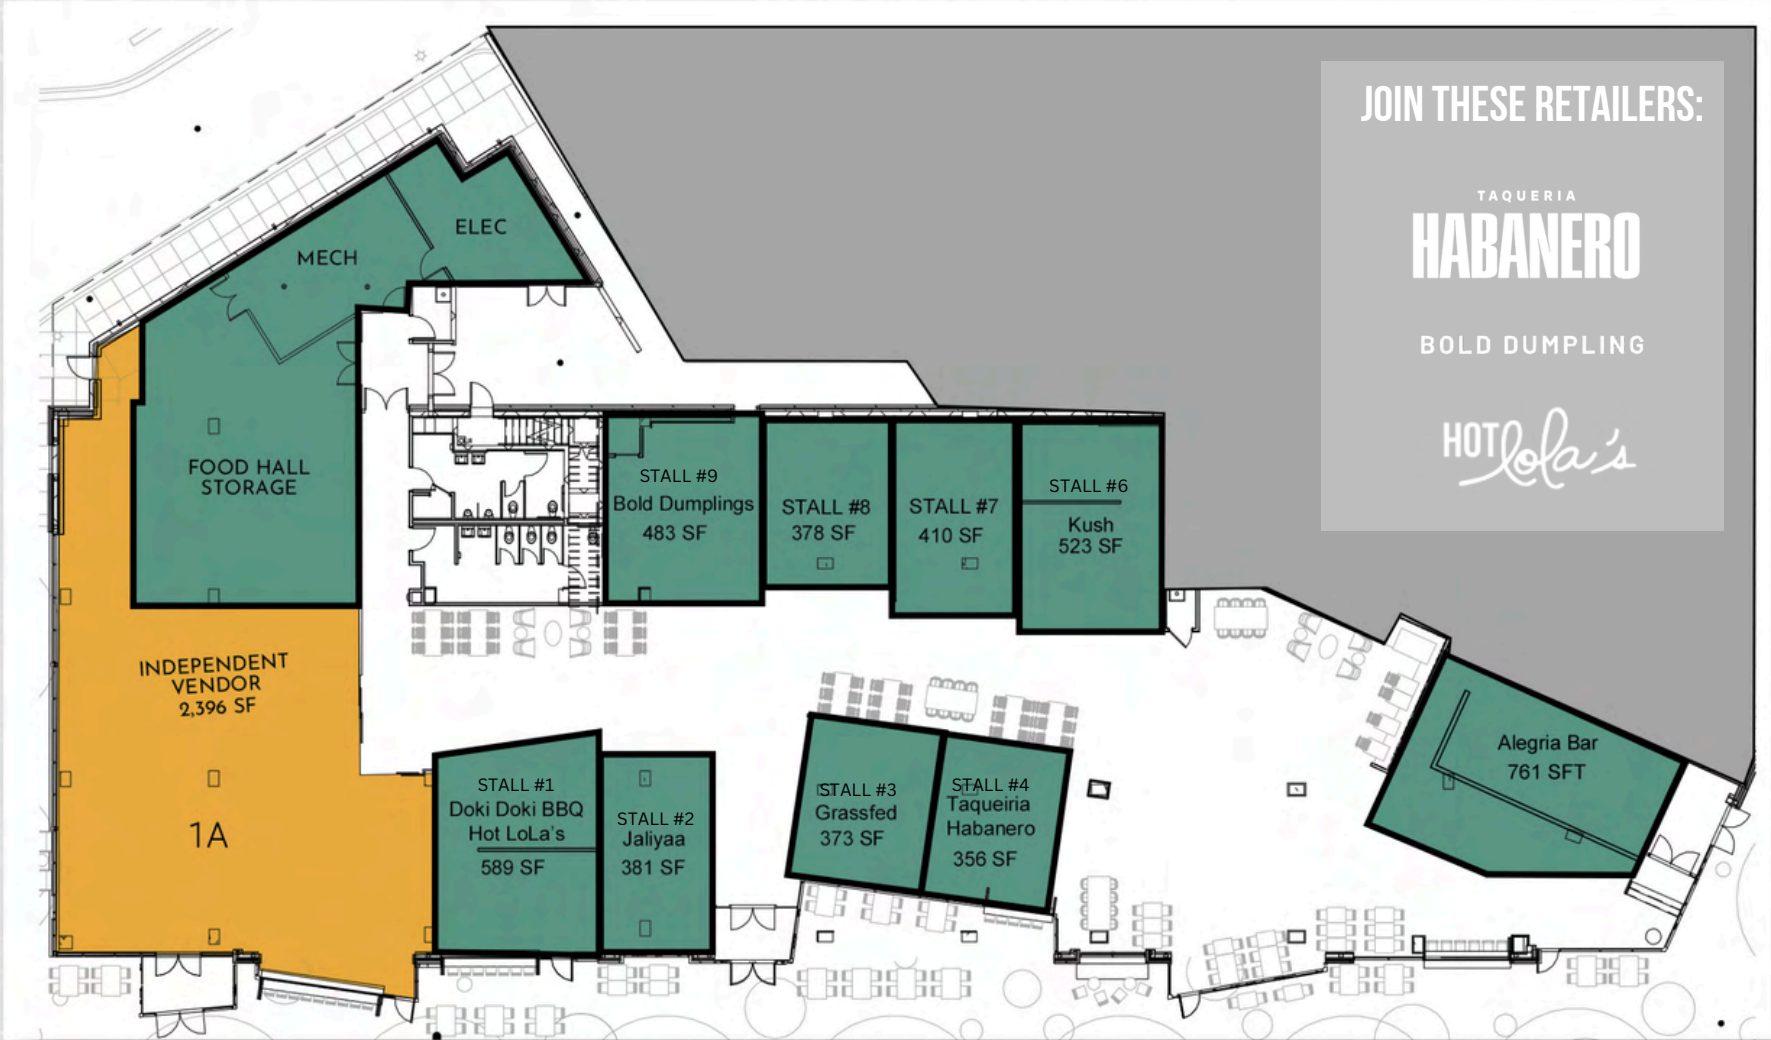 JOIN THESE RETAILERS:
TAQUERIA
HABANERO
BOLD DUMPLING
HOT lola's
ELEC
MECH
FOOD HALL
STORAGE
STALL #9
Bold Dumplings
483 SF
STALL #8
378 SF
STALL #7
410 SF
STALL #6
Kush
523 SF
INDEPENDENT
VENDOR
2,396 SF
1A
STALL #1
Doki Doki BBQ
Hot LoLa's
589 SF
STALL #2
Jaliyaa
381 SF
STALL #3
Grassfed
373 SF
STALL #4
Taqueiria
Habanero
356 SF
Alegria Bar
761 SFT